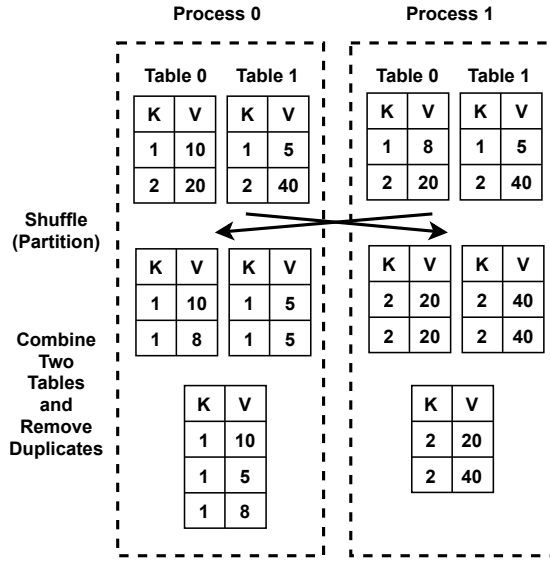 Process 0 Process 1
Table 0 Table 1 Table 0 Table 1
K V K V K V K V
1 10 1 5 1 8 1 5
2 20 2 40 2 20 2 40
Shuffle
(Partition)
K V K V K V K V
1 10 1 5 2 20 2 40
1 8 1 5 2 20 2 40
Combine
Two
Tables
and
Remove
Duplicates
K V K V
1 10 2 20
1 5 2 40
1 8